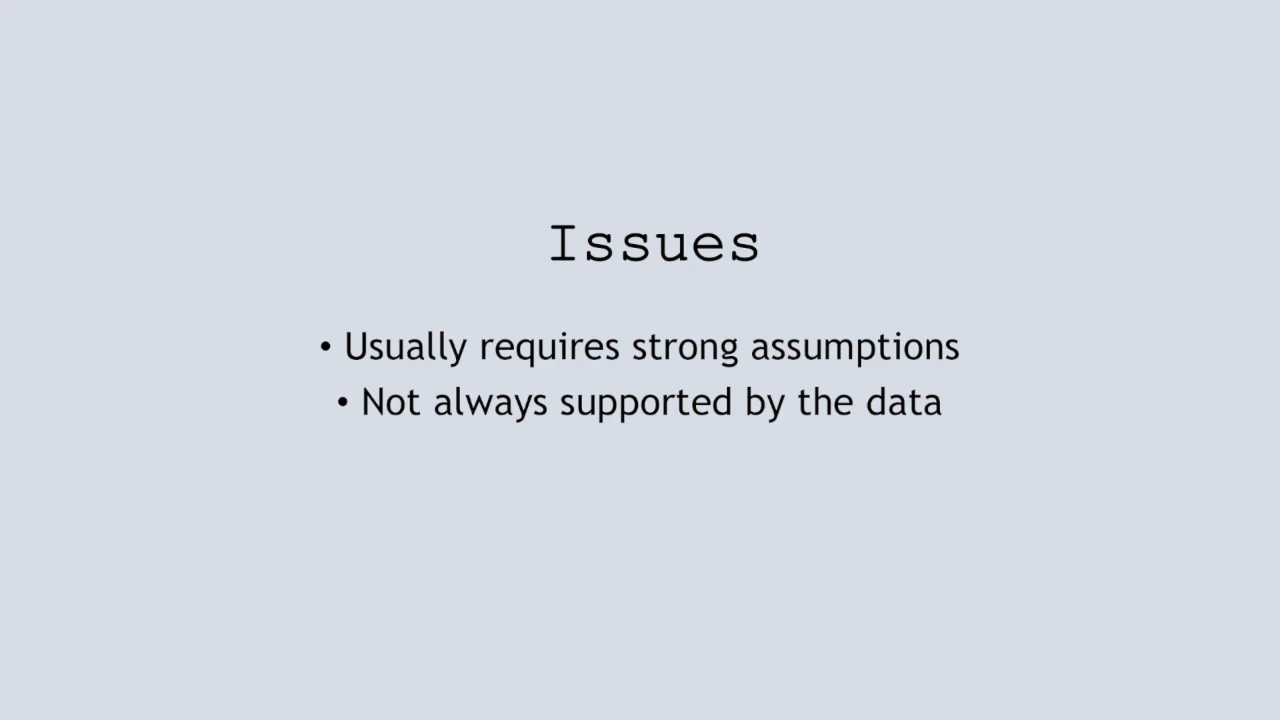 Issues
• Usually requires strong assumptions
• Not always supported by the data